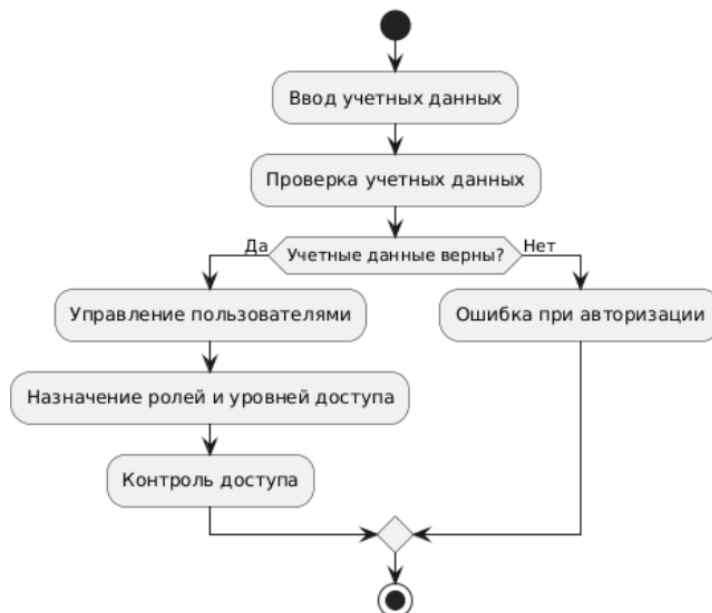 Ввод учетных данных
Проверка учетных данных
Да
Учетные данные верны?
Нет
Управление пользователями
Ошибка при авторизации
Назначение ролей и уровней доступа
Контроль доступа